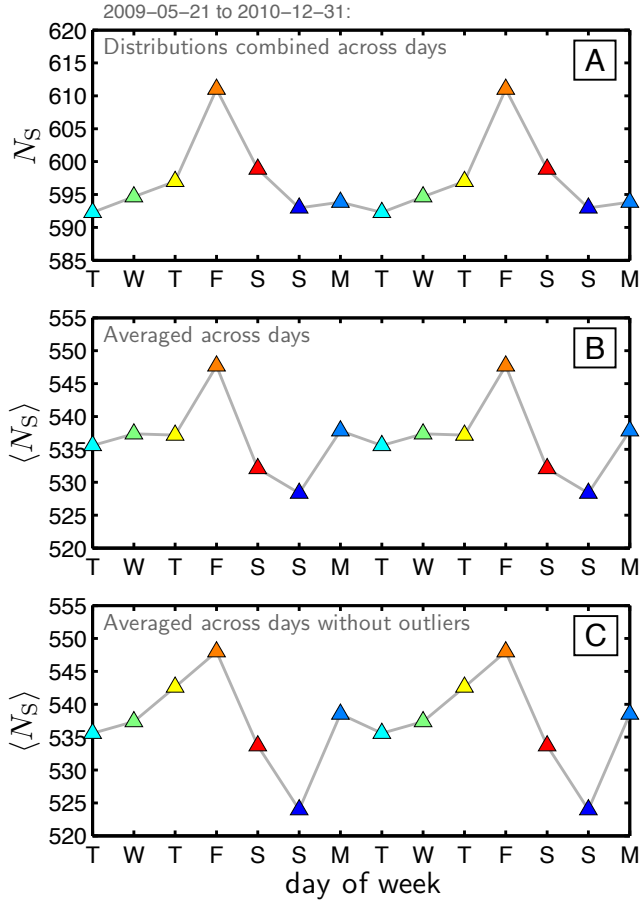 2009−05−21 to 2010−12−31:
Distributions combined across days
A
620
615
610
605
600
595
590
585
N_S
T W T F S S M T W T F S S M
Averaged across days
B
555
550
545
540
535
530
525
520
⟨N_S⟩
T W T F S S M T W T F S S M
Averaged across days without outliers
C
555
550
545
540
535
530
525
520
⟨N_S⟩
T W T F S S M T W T F S S M
day of week